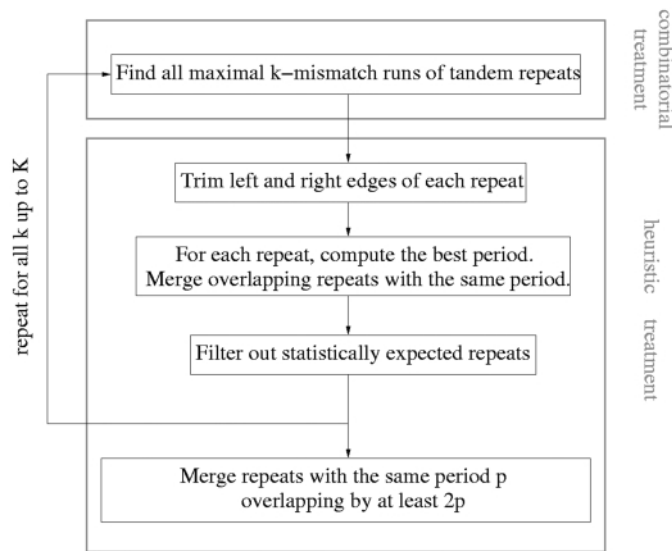 Find all maximal k−mismatch runs of tandem repeats
combinatorial
treatment
Trim left and right edges of each repeat
For each repeat, compute the best period.
Merge overlapping repeats with the same period.
Filter out statistically expected repeats
Merge repeats with the same period p
overlapping by at least 2p
heuristic treatment
repeat for all k up to K